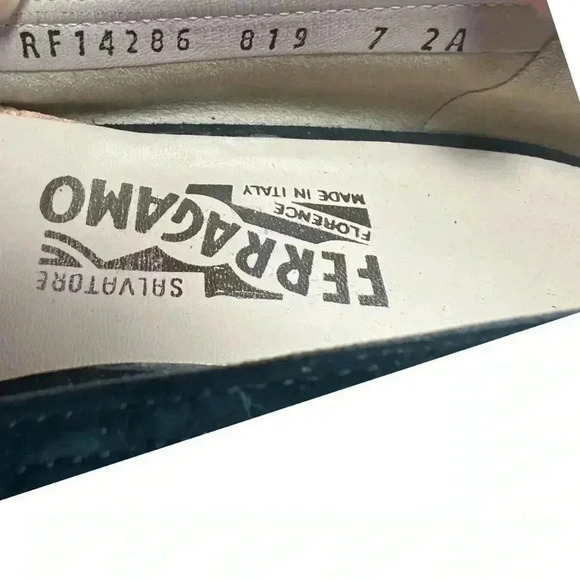 RF14286 819 7 2A
SALVATORE
FERRAGAMO
FLORENCE
MADE IN ITALY